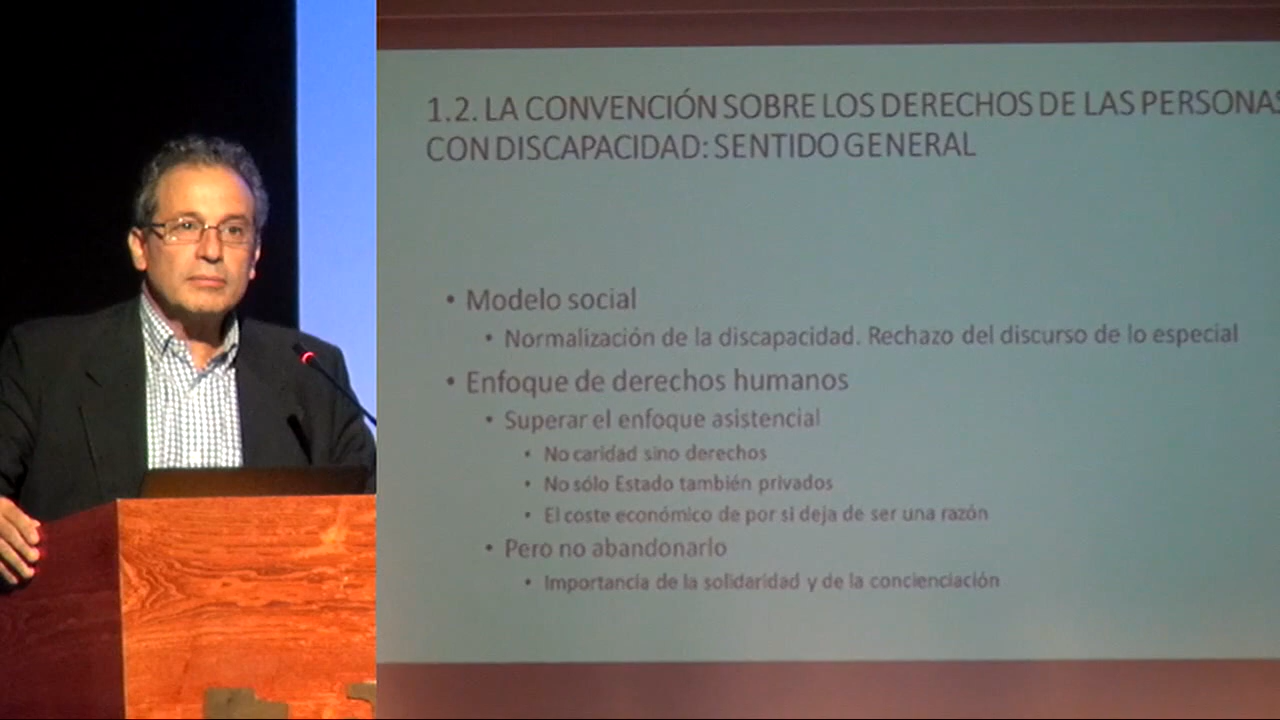 1.2. LA CONVENCIÓN SOBRE LOS DERECHOS DE LAS PERSONAS
CON DISCAPACIDAD: SENTIDO GENERAL
• Modelo social
• Normalización de la discapacidad. Rechazo del discurso de lo especial
• Enfoque de derechos humanos
• Superar el enfoque asistencial
• No caridad sino derechos
• No sólo Estado también privados
• El coste económico de por si deja de ser una razón
• Pero no abandonarlo
• Importancia de la solidaridad y de la concienciación